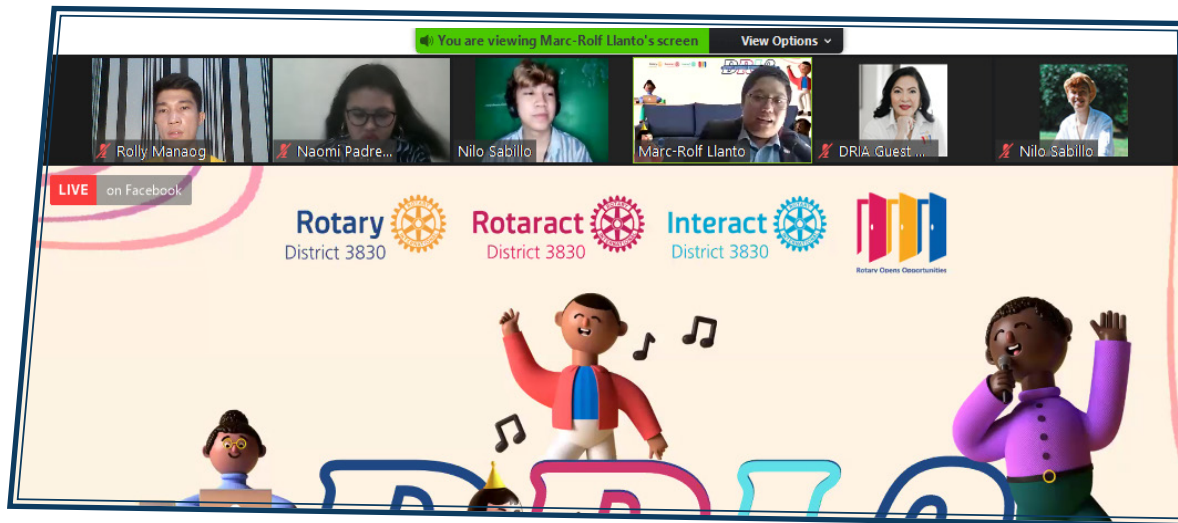 You are viewing Marc-Rolf Llanto's screen View Options
Rolly Manaog Naomi Padre... Nilo Sabillo Marc-Rolf Llanto DRIA Guest ... Nilo Sabillo
LIVE on Facebook
Rotary Rotaract Interact
District 3830 District 3830 District 3830
Rotary Opens Opportunities